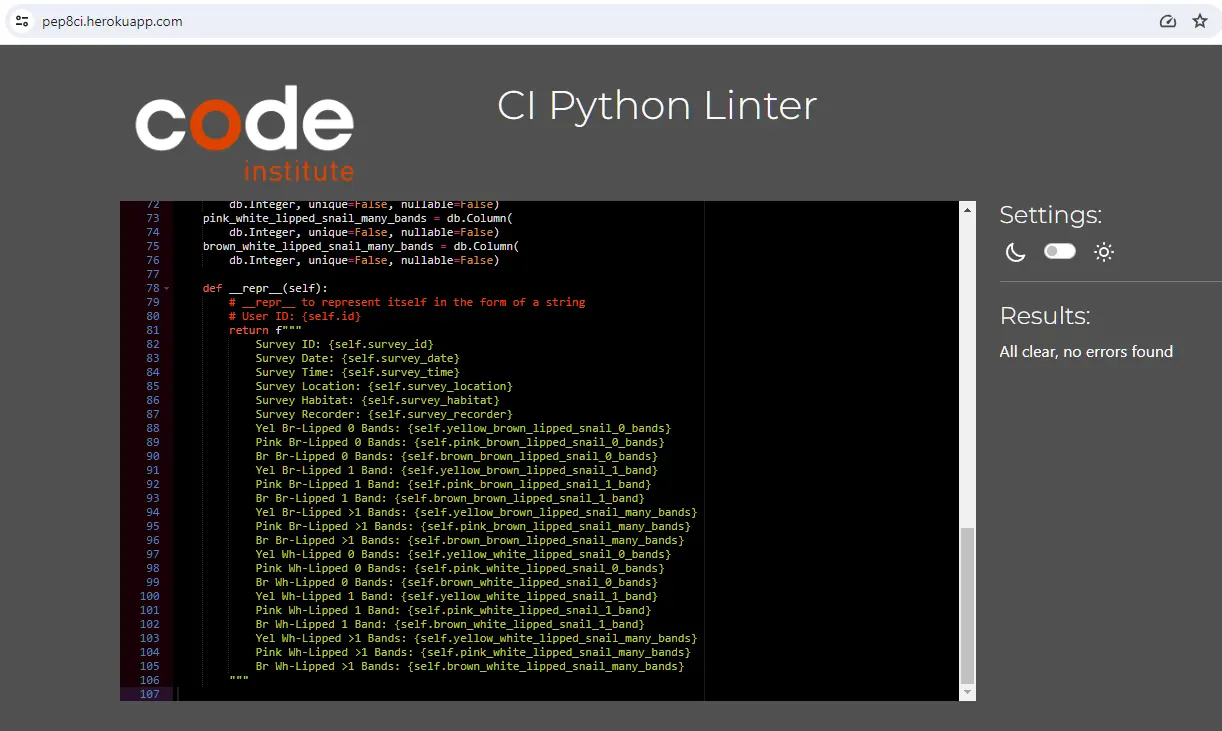 pep8ci.herokuapp.com
code
institute
CI Python Linter
72 db.Integer, unique=False, nullable=False)
73 pink_white_lipped_snail_many_bands = db.Column(
74 db.Integer, unique=False, nullable=False)
75 brown_white_lipped_snail_many_bands = db.Column(
76 db.Integer, unique=False, nullable=False)
77
78 def __repr__(self):
79 # __repr__ to represent itself in the form of a string
80 # User ID: {self.id}
81 return f"""
82 Survey ID: {self.survey_id}
83 Survey Date: {self.survey_date}
84 Survey Time: {self.survey_time}
85 Survey Location: {self.survey_location}
86 Survey Habitat: {self.survey_habitat}
87 Survey Recorder: {self.survey_recorder}
88 Yel Br-Lipped 0 Bands: {self.yellow_brown_lipped_snail_0_bands}
89 Pink Br-Lipped 0 Bands: {self.pink_brown_lipped_snail_0_bands}
90 Br Br-Lipped 0 Bands: {self.brown_brown_lipped_snail_0_bands}
91 Yel Br-Lipped 1 Band: {self.yellow_brown_lipped_snail_1_band}
92 Pink Br-Lipped 1 Band: {self.pink_brown_lipped_snail_1_band}
93 Br Br-Lipped 1 Band: {self.brown_brown_lipped_snail_1_band}
94 Yel Br-Lipped >1 Bands: {self.yellow_brown_lipped_snail_many_bands}
95 Pink Br-Lipped >1 Bands: {self.pink_brown_lipped_snail_many_bands}
96 Br Br-Lipped >1 Bands: {self.brown_brown_lipped_snail_many_bands}
97 Yel Wh-Lipped 0 Bands: {self.yellow_white_lipped_snail_0_bands}
98 Pink Wh-Lipped 0 Bands: {self.pink_white_lipped_snail_0_bands}
99 Br Wh-Lipped 0 Bands: {self.brown_white_lipped_snail_0_bands}
100 Yel Wh-Lipped 1 Band: {self.yellow_white_lipped_snail_1_band}
101 Pink Wh-Lipped 1 Band: {self.pink_white_lipped_snail_1_band}
102 Br Wh-Lipped 1 Band: {self.brown_white_lipped_snail_1_band}
103 Yel Wh-Lipped >1 Bands: {self.yellow_white_lipped_snail_many_bands}
104 Pink Wh-Lipped >1 Bands: {self.pink_white_lipped_snail_many_bands}
105 Br Wh-Lipped >1 Bands: {self.brown_white_lipped_snail_many_bands}
106 """
107
Settings:
Results:
All clear, no errors found